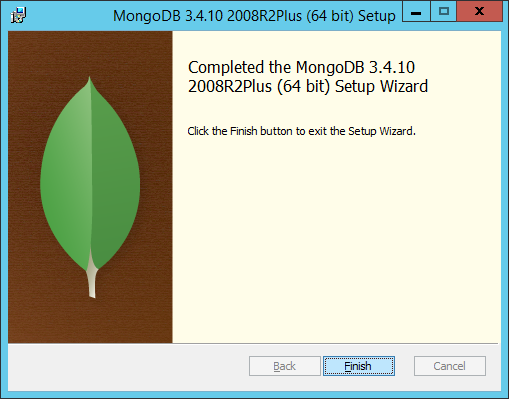 MongoDB 3.4.10 2008R2Plus (64 bit) Setup
Completed the MongoDB 3.4.10
2008R2Plus (64 bit) Setup Wizard
Click the Finish button to exit the Setup Wizard.
Back
Finish
Cancel